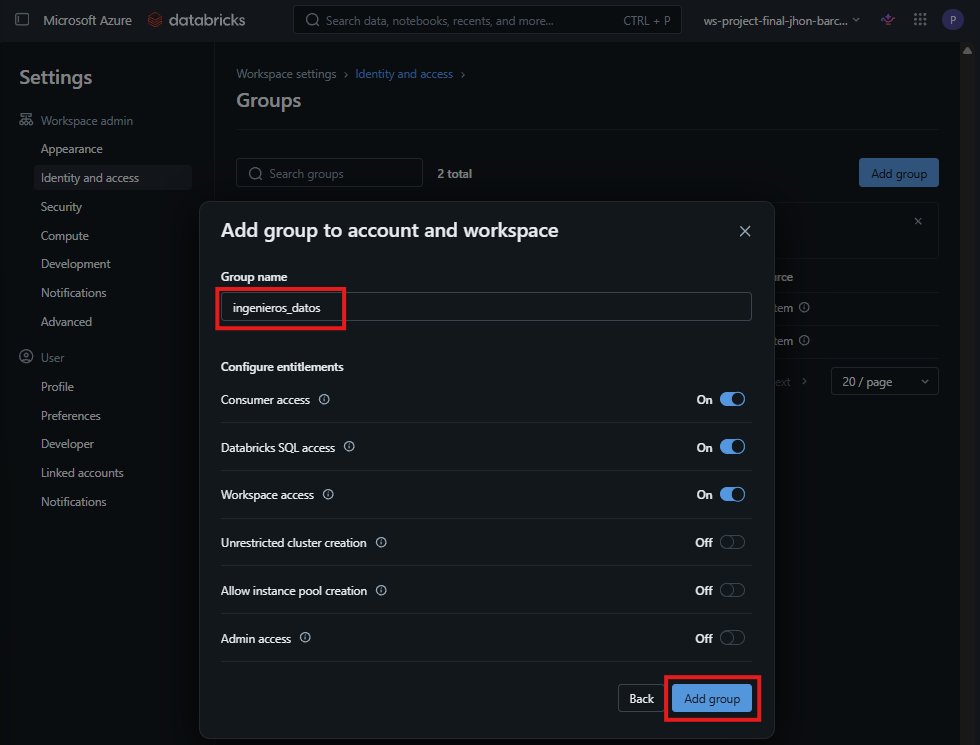 Microsoft Azure databricks Search data, notebooks, recents, and more... CTRL + P ws-project-final-jhon-barc... P
Settings
Workspace admin
Appearance
Identity and access
Security
Compute
Development
Notifications
Advanced
User
Profile
Preferences
Developer
Linked accounts
Notifications
Workspace settings › Identity and access ›
Groups
Search groups 2 total Add group
Add group to account and workspace
Group name
ingenieros_datos
Configure entitlements
Consumer access On
Databricks SQL access On
Workspace access On
Unrestricted cluster creation Off
Allow instance pool creation Off
Admin access Off
Back Add group
20 / page